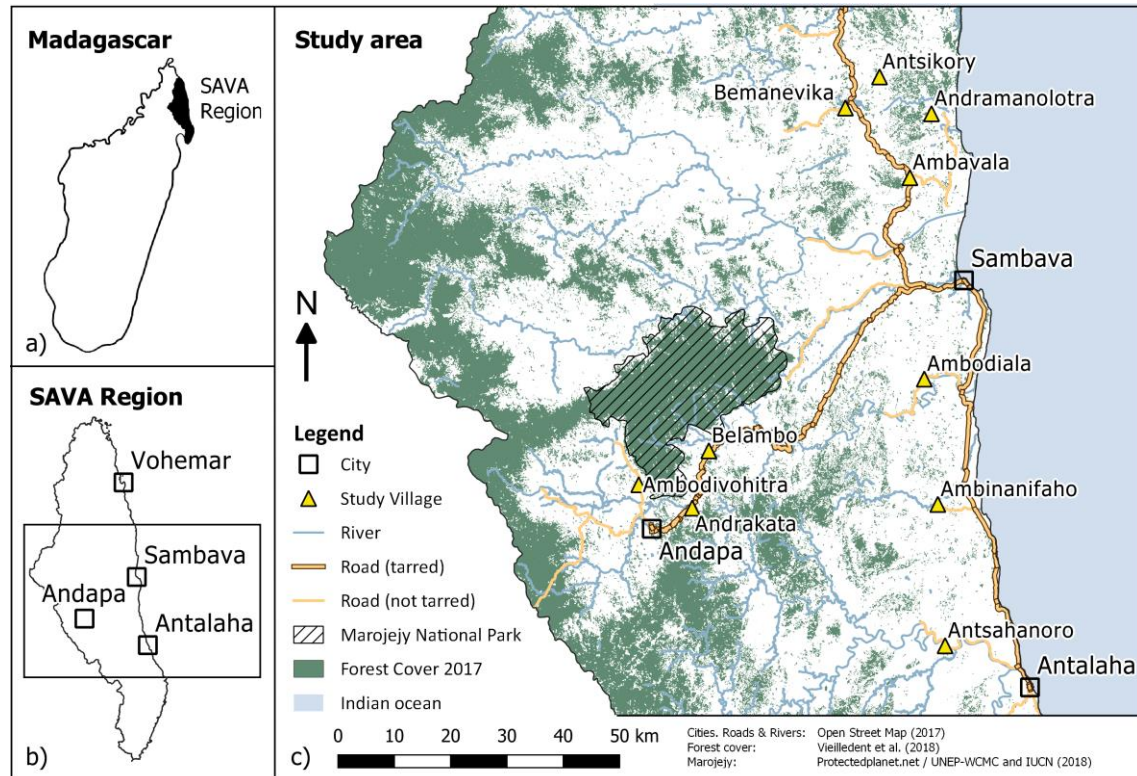 Madagascar
SAVA
Region
a)
SAVA Region
Vohemar
Sambava
Andapa
Antalaha
b)
Study area
Antsikory
Bemanevika
Andramanolotra
Ambavala
Sambava
N
Ambodiala
Belambo
Ambodivohitra
Ambinanifaho
Andrakata
Andapa
Antsahanoro
Antalaha
Legend
City
Study Village
River
Road (tarred)
Road (not tarred)
Marojejy National Park
Forest Cover 2017
Indian ocean
0 10 20 30 40 50 km
c)
Cities. Roads & Rivers: Open Street Map (2017)
Forest cover: Vieilledent et al. (2018)
Marojejy: Protectedplanet.net / UNEP-WCMC and IUCN (2018)